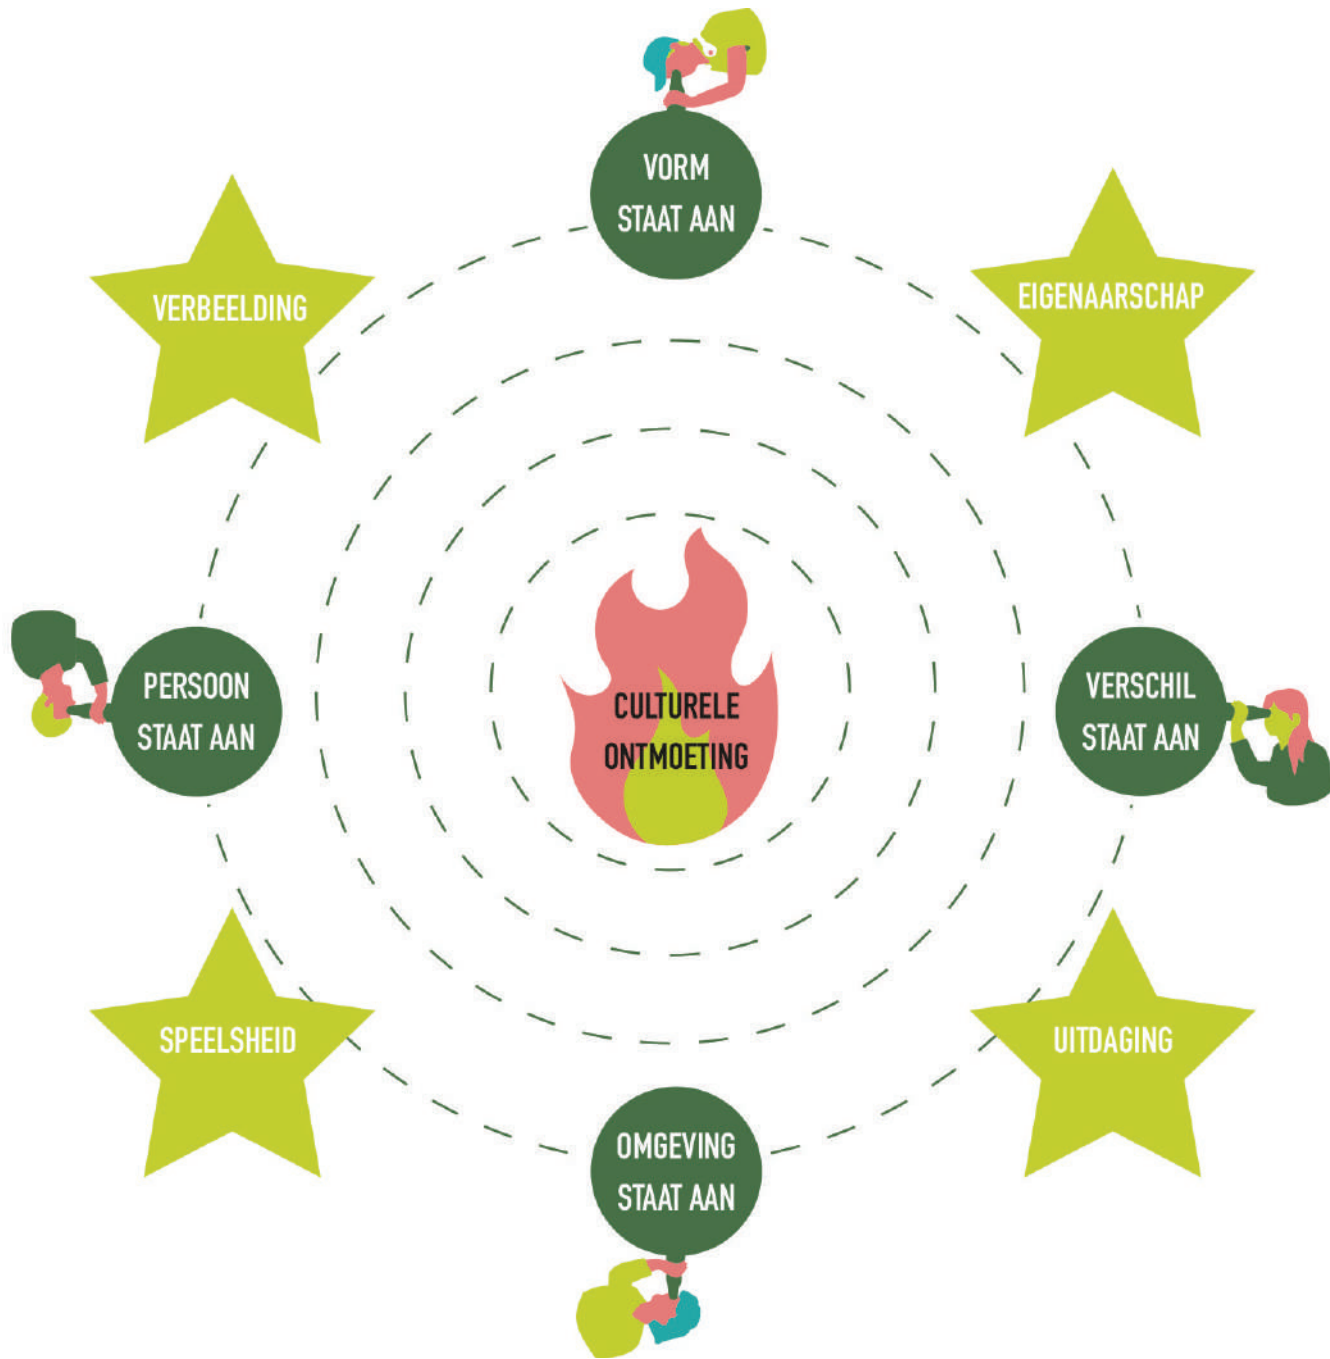 VORM
STAAT AAN
VERBEELDING
EIGENAARSCHAP
PERSOON
STAAT AAN
CULTURELE
ONTMOETING
VERSCHIL
STAAT AAN
SPEELSHEID
UITDAGING
OMGEVING
STAAT AAN